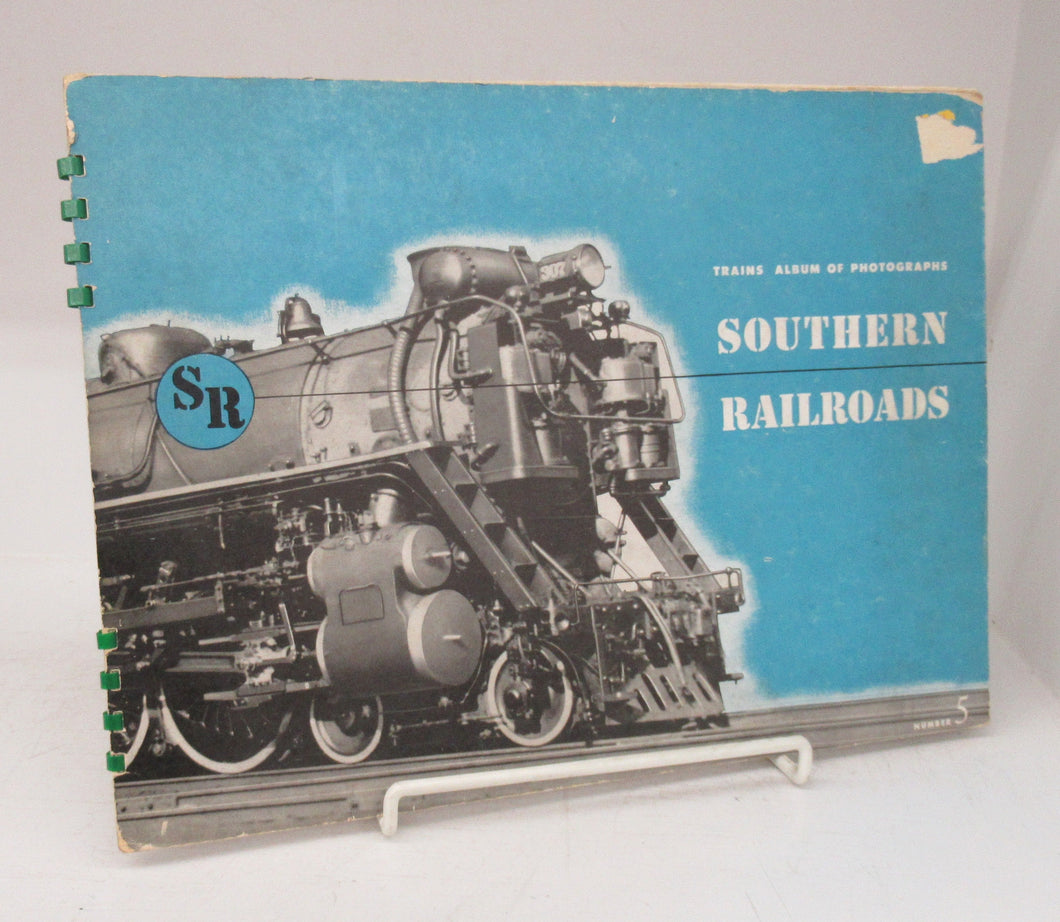 TRAINS ALBUM OF PHOTOGRAPHS
SOUTHERN
RAILROADS
SR
NUMBER 5